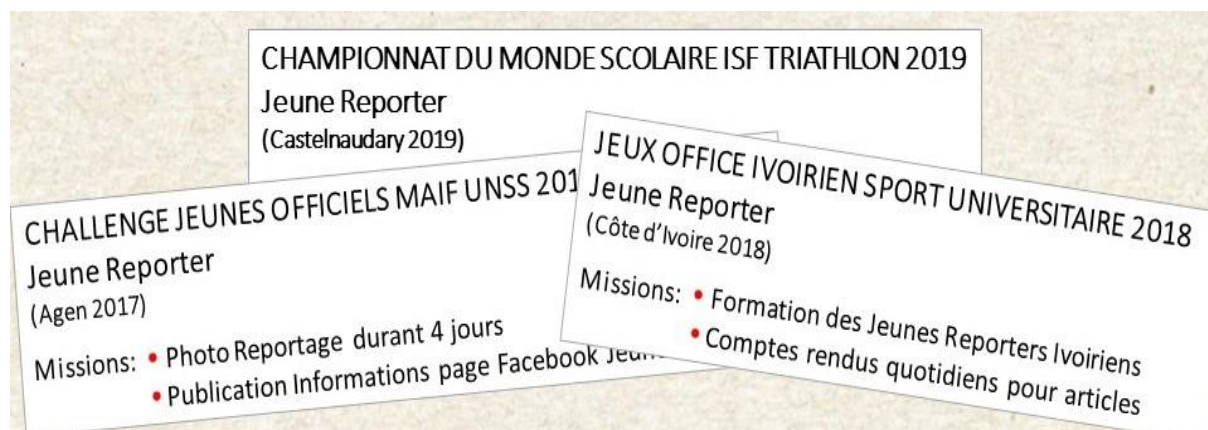 CHAMPIONNAT DU MONDE SCOLAIRE ISF TRIATHLON 2019
Jeune Reporter
(Castelnaudary 2019)
CHALLENGE JEUNES OFFICIELS MAIF UNSS
Jeune Reporter
(Agen 2017)
Missions: • Photo Reportage durant 4 jours
• Publication Informations page Facebook
JEUX OFFICE IVOIRIEN SPORT UNIVERSITAIRE 2018
Jeune Reporter
(Côte d'Ivoire 2018)
Missions: • Formation des Jeunes Reporters Ivoiriens
• Comptes rendus quotidiens pour articles